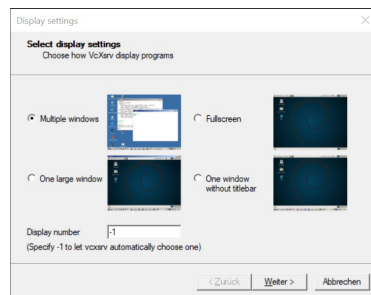 Display settings
Select display settings
Choose how VcXsrv display programs
Multiple windows
Fullscreen
One large window
One window
without titlebar
Display number
-1
(Specify -1 to let vcxsrv automatically choose one)
< Zurück
Weiter >
Abbrechen